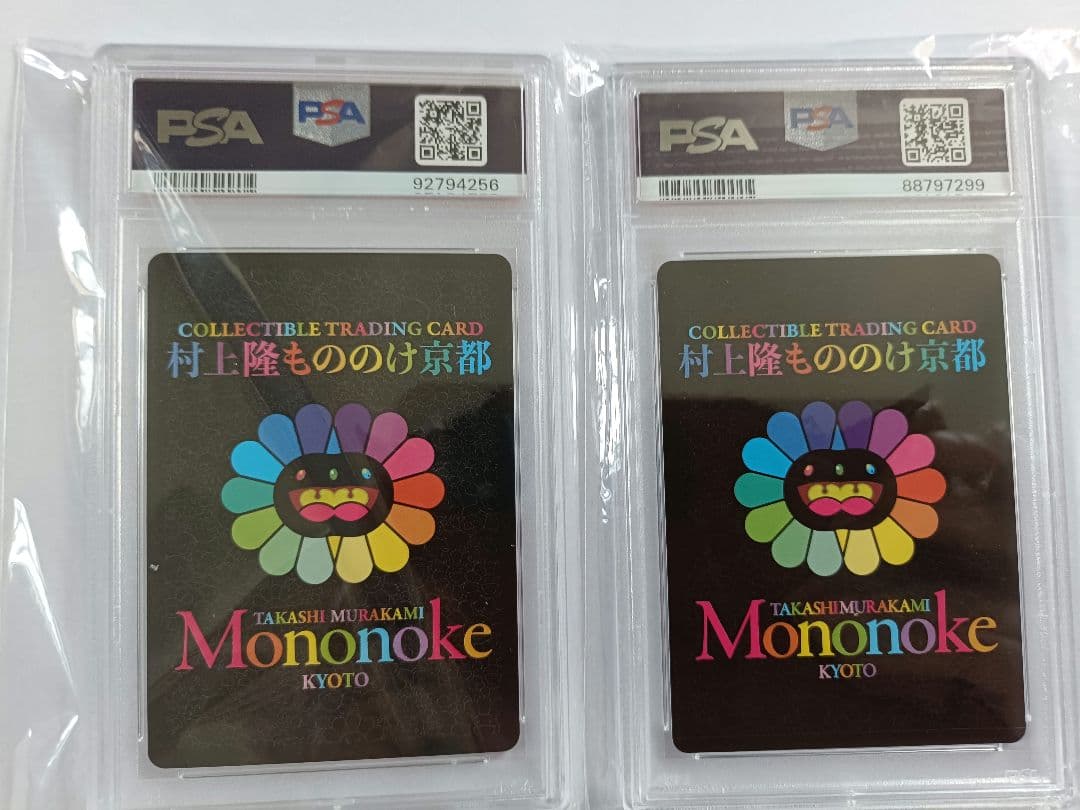 PSA
PSA
92794256
COLLECTIBLE TRADING CARD
村上隆もののけ京都
TAKASHI MURAKAMI
Mononoke
KYOTO
PSA
PSA
88797299
COLLECTIBLE TRADING CARD
村上隆もののけ京都
TAKASHI MURAKAMI
Mononoke
KYOTO